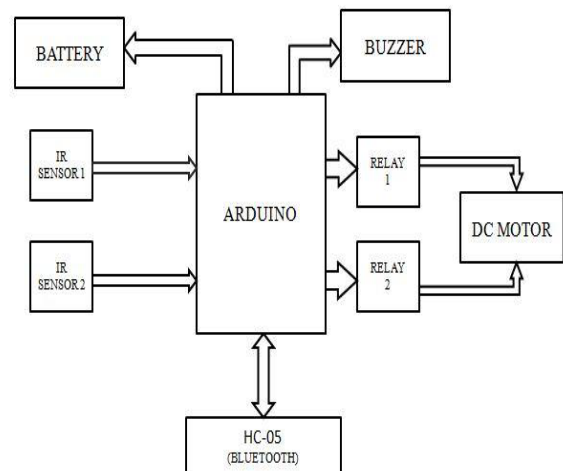 BATTERY
BUZZER
IR
SENSOR 1
RELAY
1
ARDUINO
DC MOTOR
IR
SENSOR 2
RELAY
2
HC-05
(BLUETOOTH)